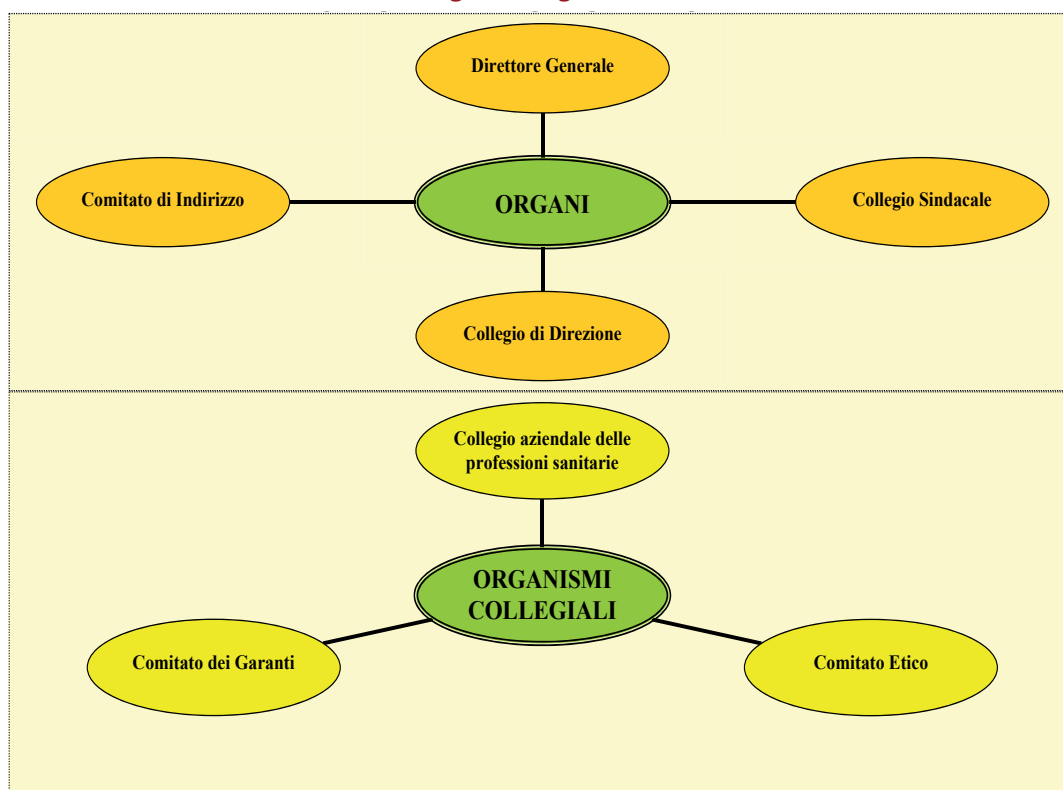 Direttore Generale
Comitato di Indirizzo
ORGANI
Collegio Sindacale
Collegio di Direzione
Collegio aziendale delle
professioni sanitarie
ORGANISMI
COLLEGIALI
Comitato dei Garanti
Comitato Etico